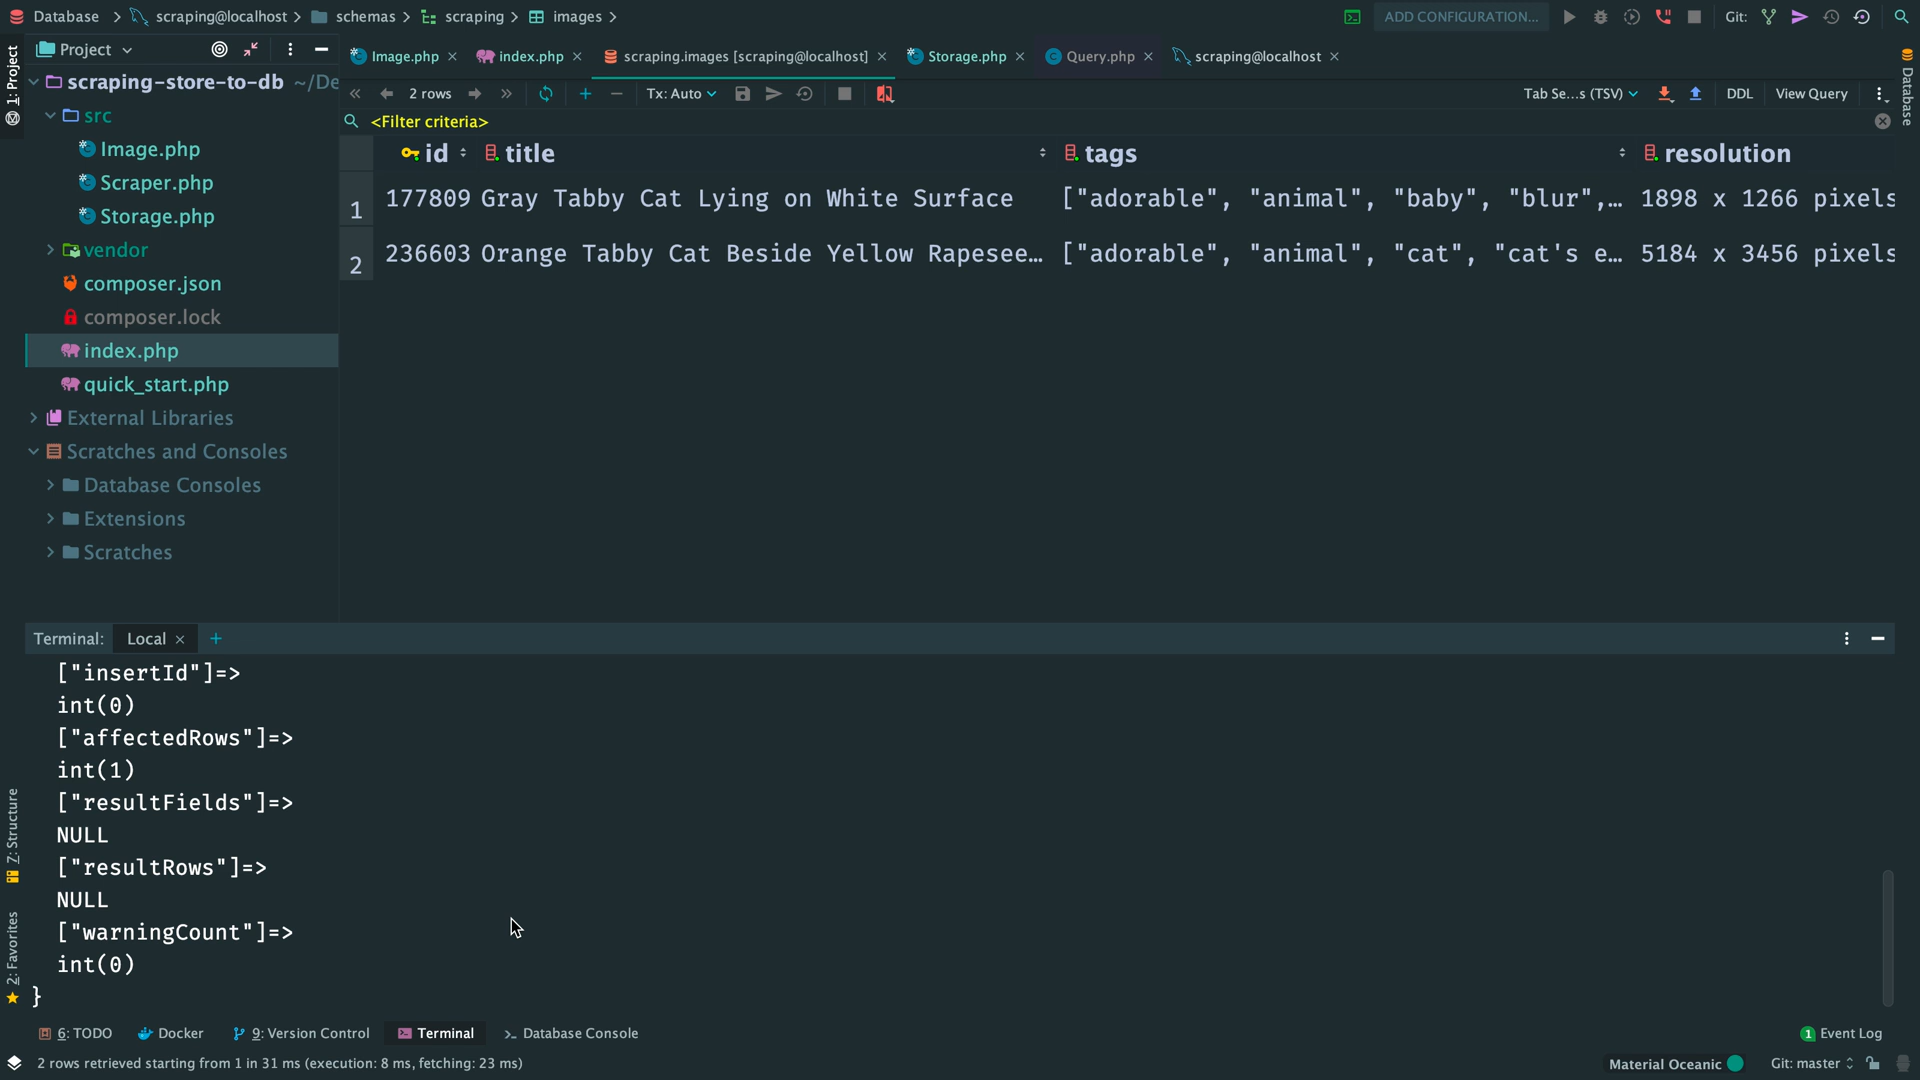 Database scraping@localhost schemas scraping images
ADD CONFIGURATION... Git:
Project
Image.php index.php scraping.images [scraping@localhost] Storage.php Query.php scraping@localhost
1: Project
Database
scraping-store-to-db ~/De
2 rows Tx: Auto Tab Se...s (TSV) DDL View Query
<Filter criteria>
id title tags resolution
1 177809 Gray Tabby Cat Lying on White Surface ["adorable", "animal", "baby", "blur",… 1898 x 1266 pixels
2 236603 Orange Tabby Cat Beside Yellow Rapesee… ["adorable", "animal", "cat", "cat's e… 5184 x 3456 pixels
src
Image.php
Scraper.php
Storage.php
vendor
composer.json
composer.lock
index.php
quick_start.php
External Libraries
Scratches and Consoles
Database Consoles
Extensions
Scratches
Terminal: Local
["insertId"]=>
int(0)
["affectedRows"]=>
int(1)
["resultFields"]=>
NULL
["resultRows"]=>
NULL
["warningCount"]=>
int(0)
}
7: Structure
2: Favorites
6: TODO Docker 9: Version Control Terminal Database Console
1 Event Log
2 rows retrieved starting from 1 in 31 ms (execution: 8 ms, fetching: 23 ms)
Material Oceanic Git: master